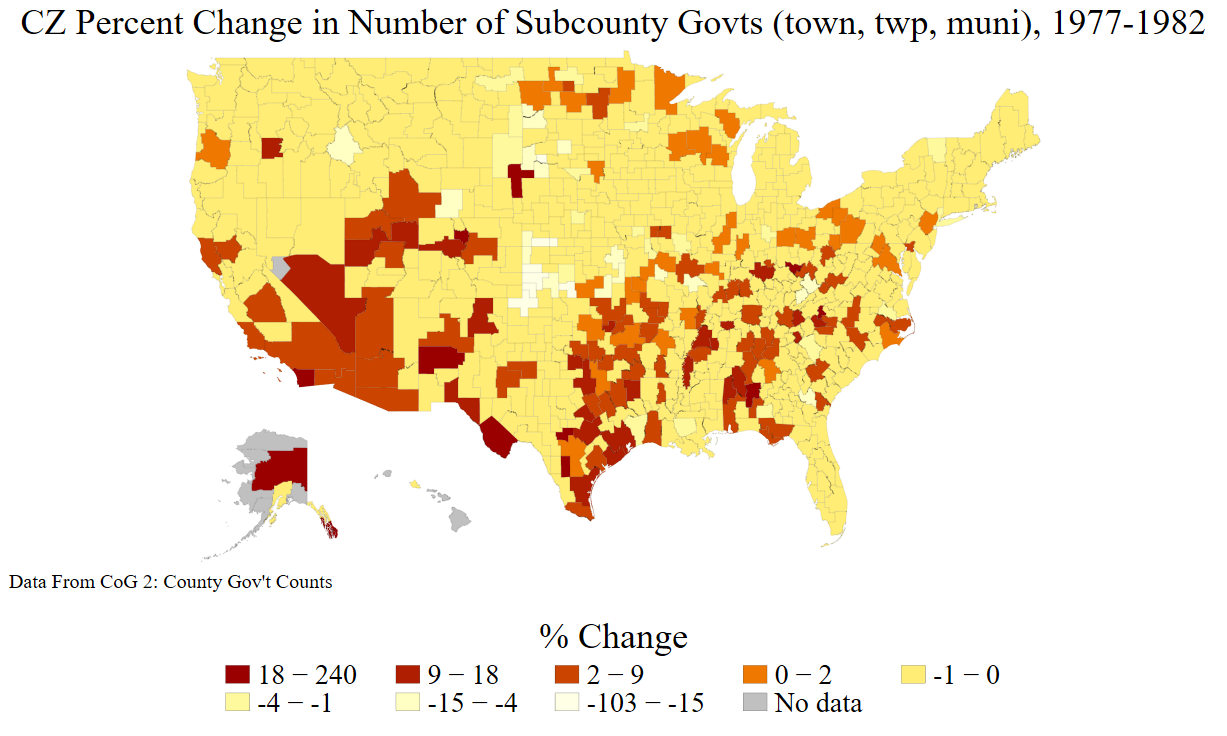 CZ Percent Change in Number of Subcounty Govts (town, twp, muni), 1977-1982
Data From CoG 2: County Gov't Counts
% Change
18 − 240 9 − 18 2 − 9 0 − 2 -1 − 0
-4 − -1 -15 − -4 -103 − -15 No data